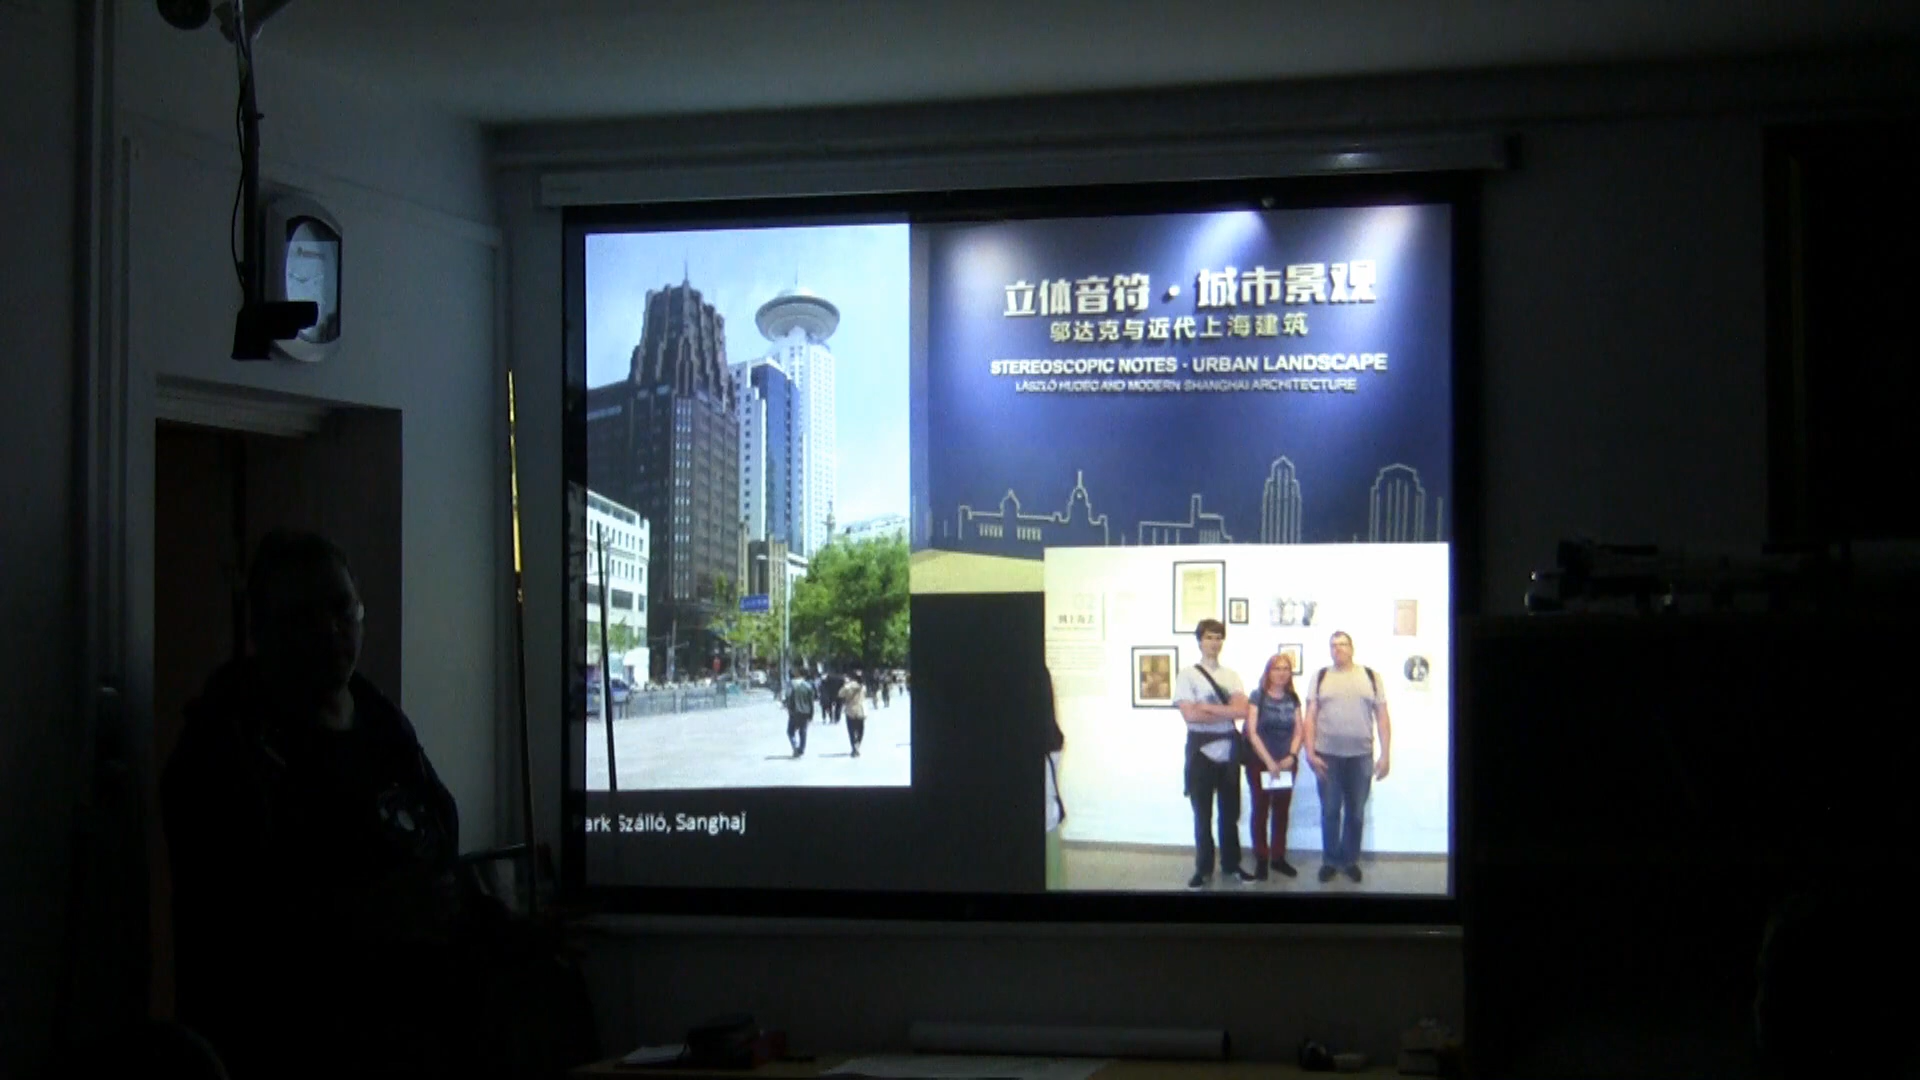 立体音符·城市景观
邬达克与近代上海建筑
STEREOSCOPIC NOTES · URBAN LANDSCAPE
LÁSZLÓ HUDEC AND MODERN SHANGHAI ARCHITECTURE
ark Szálló, Sanghaj